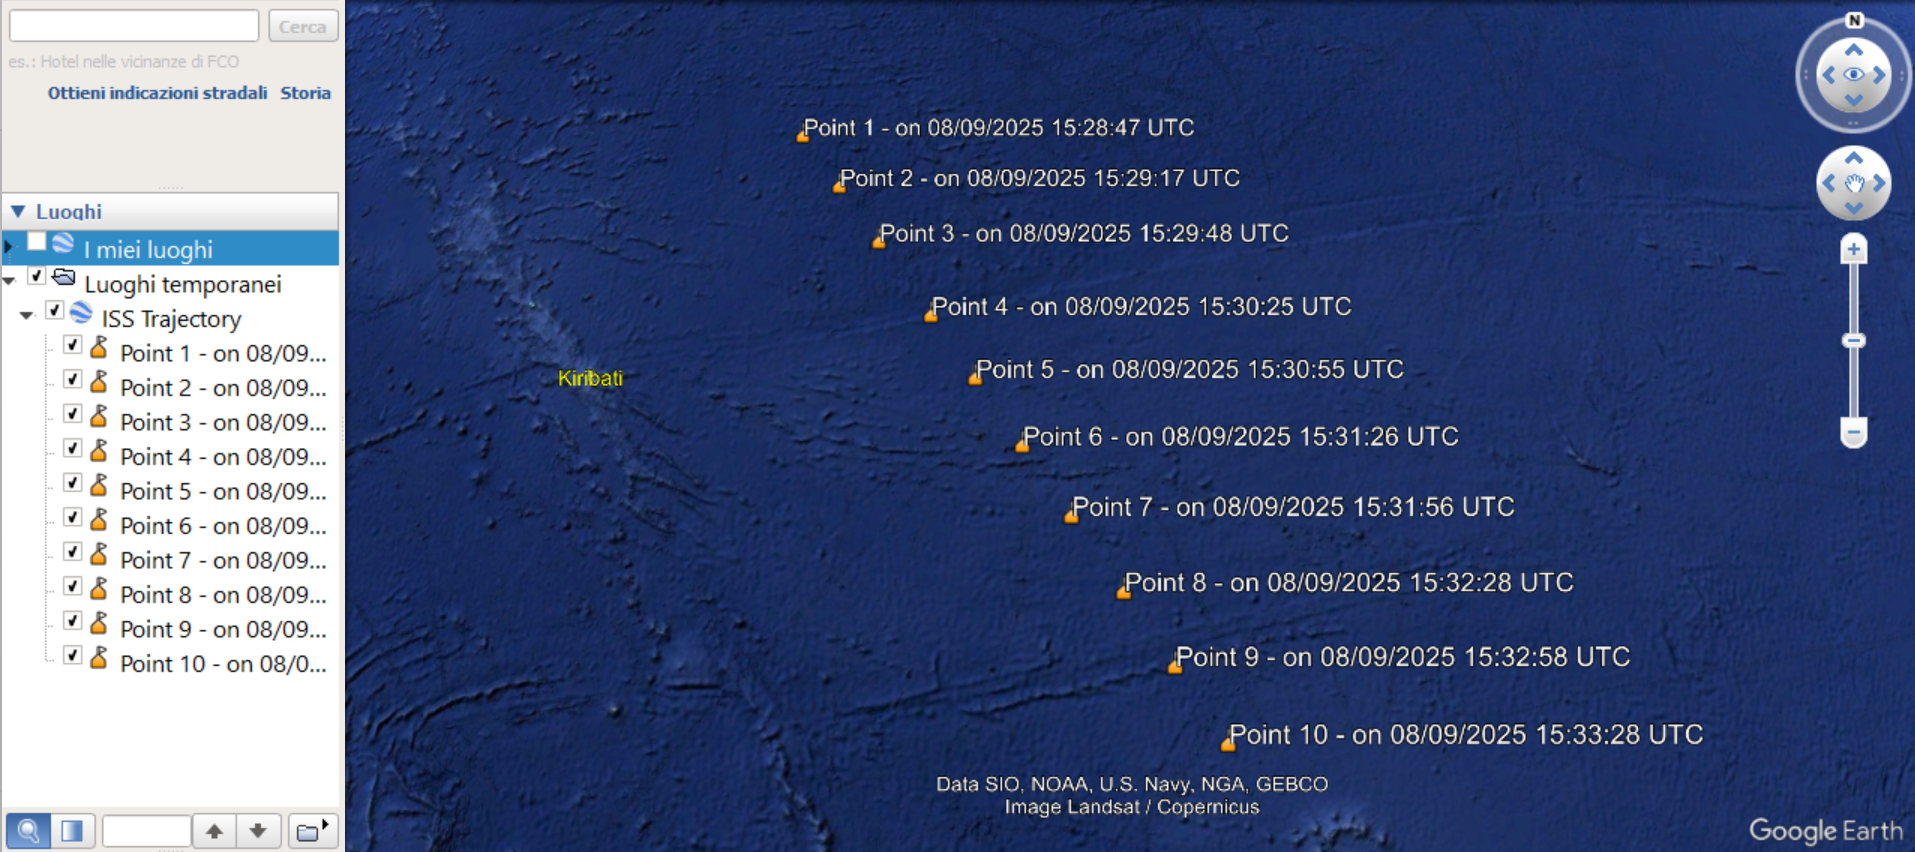 Cerca
es.: Hotel nelle vicinanze di FCO
Ottieni indicazioni stradali Storia
Luoghi
I miei luoghi
Luoghi temporanei
ISS Trajectory
Point 1 - on 08/09...
Point 2 - on 08/09...
Point 3 - on 08/09...
Point 4 - on 08/09...
Point 5 - on 08/09...
Point 6 - on 08/09...
Point 7 - on 08/09...
Point 8 - on 08/09...
Point 9 - on 08/09...
Point 10 - on 08/0...
N
Point 1 - on 08/09/2025 15:28:47 UTC
Point 2 - on 08/09/2025 15:29:17 UTC
Point 3 - on 08/09/2025 15:29:48 UTC
Point 4 - on 08/09/2025 15:30:25 UTC
Point 5 - on 08/09/2025 15:30:55 UTC
Kiribati
Point 6 - on 08/09/2025 15:31:26 UTC
Point 7 - on 08/09/2025 15:31:56 UTC
Point 8 - on 08/09/2025 15:32:28 UTC
Point 9 - on 08/09/2025 15:32:58 UTC
Point 10 - on 08/09/2025 15:33:28 UTC
Data SIO, NOAA, U.S. Navy, NGA, GEBCO
Image Landsat / Copernicus
Google Earth